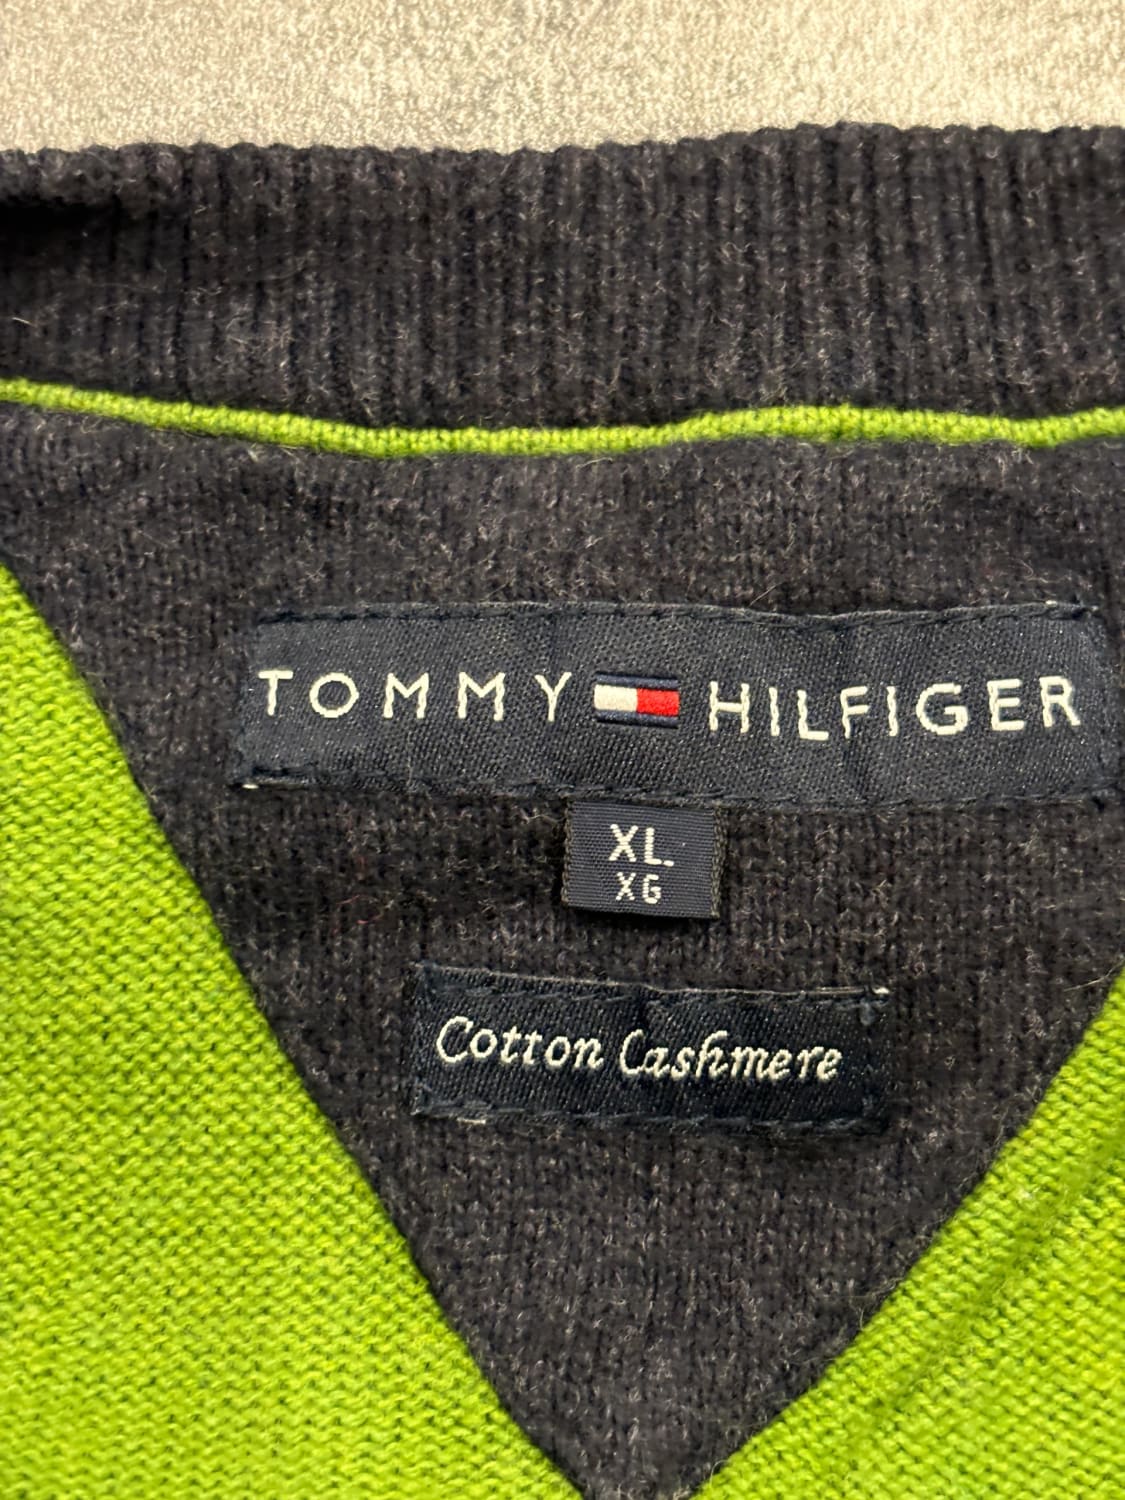 TOMMY HILFIGER
XL
XG
Cotton Cashmere